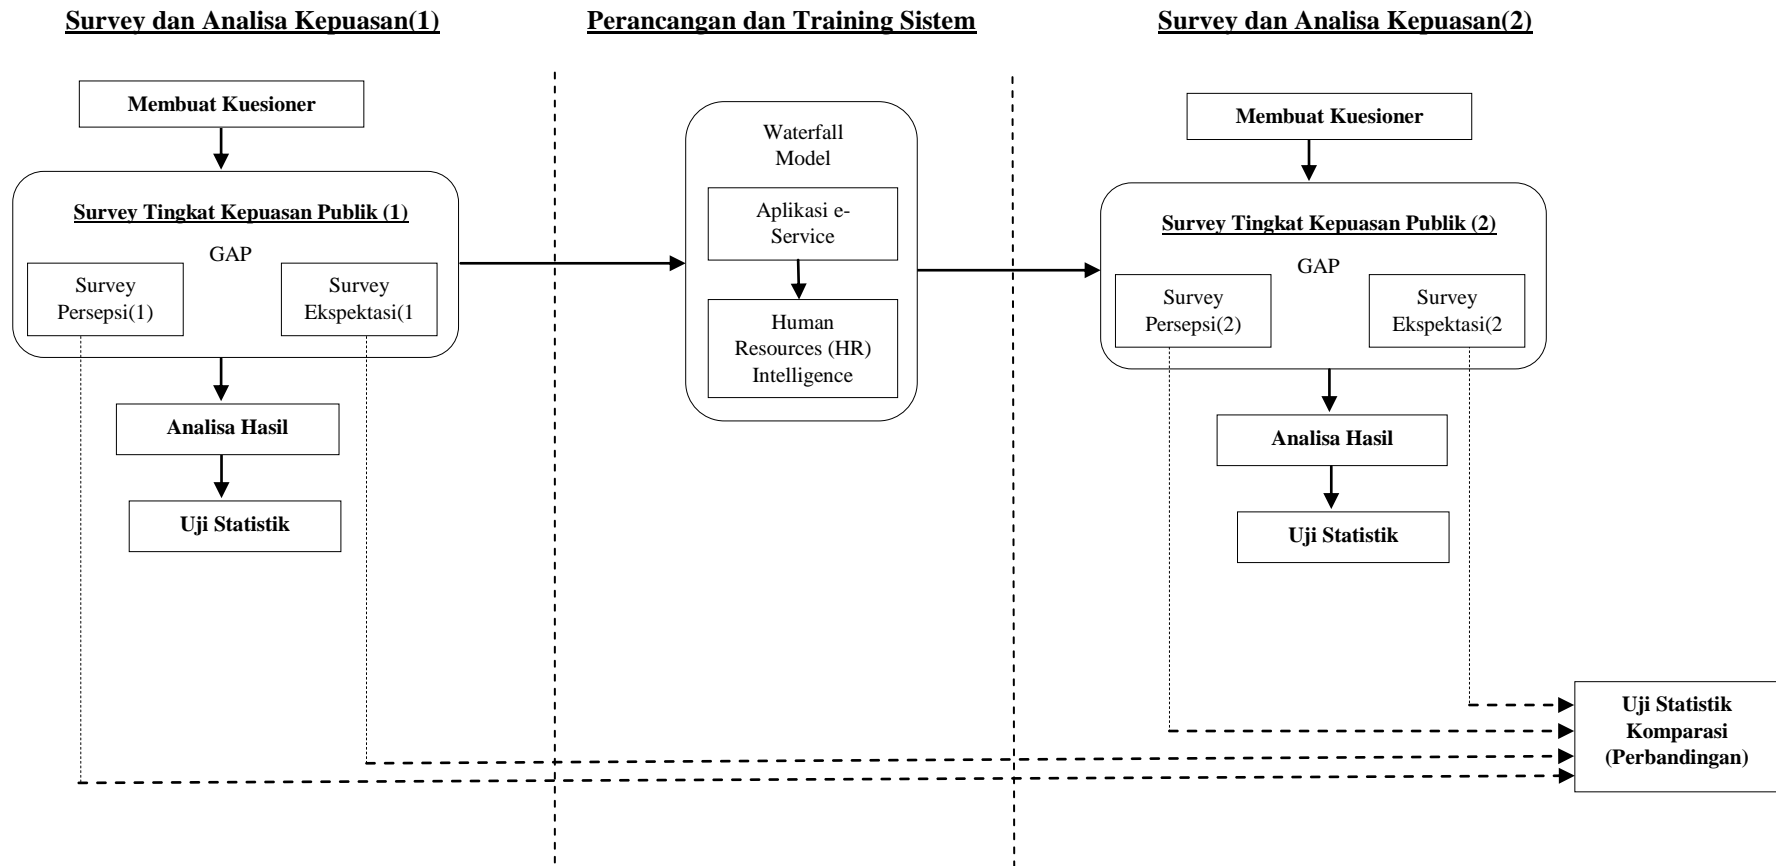 Survey dan Analisa Kepuasan(1)
Perancangan dan Training Sistem
Survey dan Analisa Kepuasan(2)
Membuat Kuesioner
Survey Tingkat Kepuasan Publik (1)
GAP
Survey
Persepsi(1)
Survey
Ekspektasi(1
Analisa Hasil
Uji Statistik
Waterfall
Model
Aplikasi e-
Service
Human
Resources (HR)
Intelligence
Membuat Kuesioner
Survey Tingkat Kepuasan Publik (2)
GAP
Survey
Persepsi(2)
Survey
Ekspektasi(2
Analisa Hasil
Uji Statistik
Uji Statistik
Komparasi
(Perbandingan)